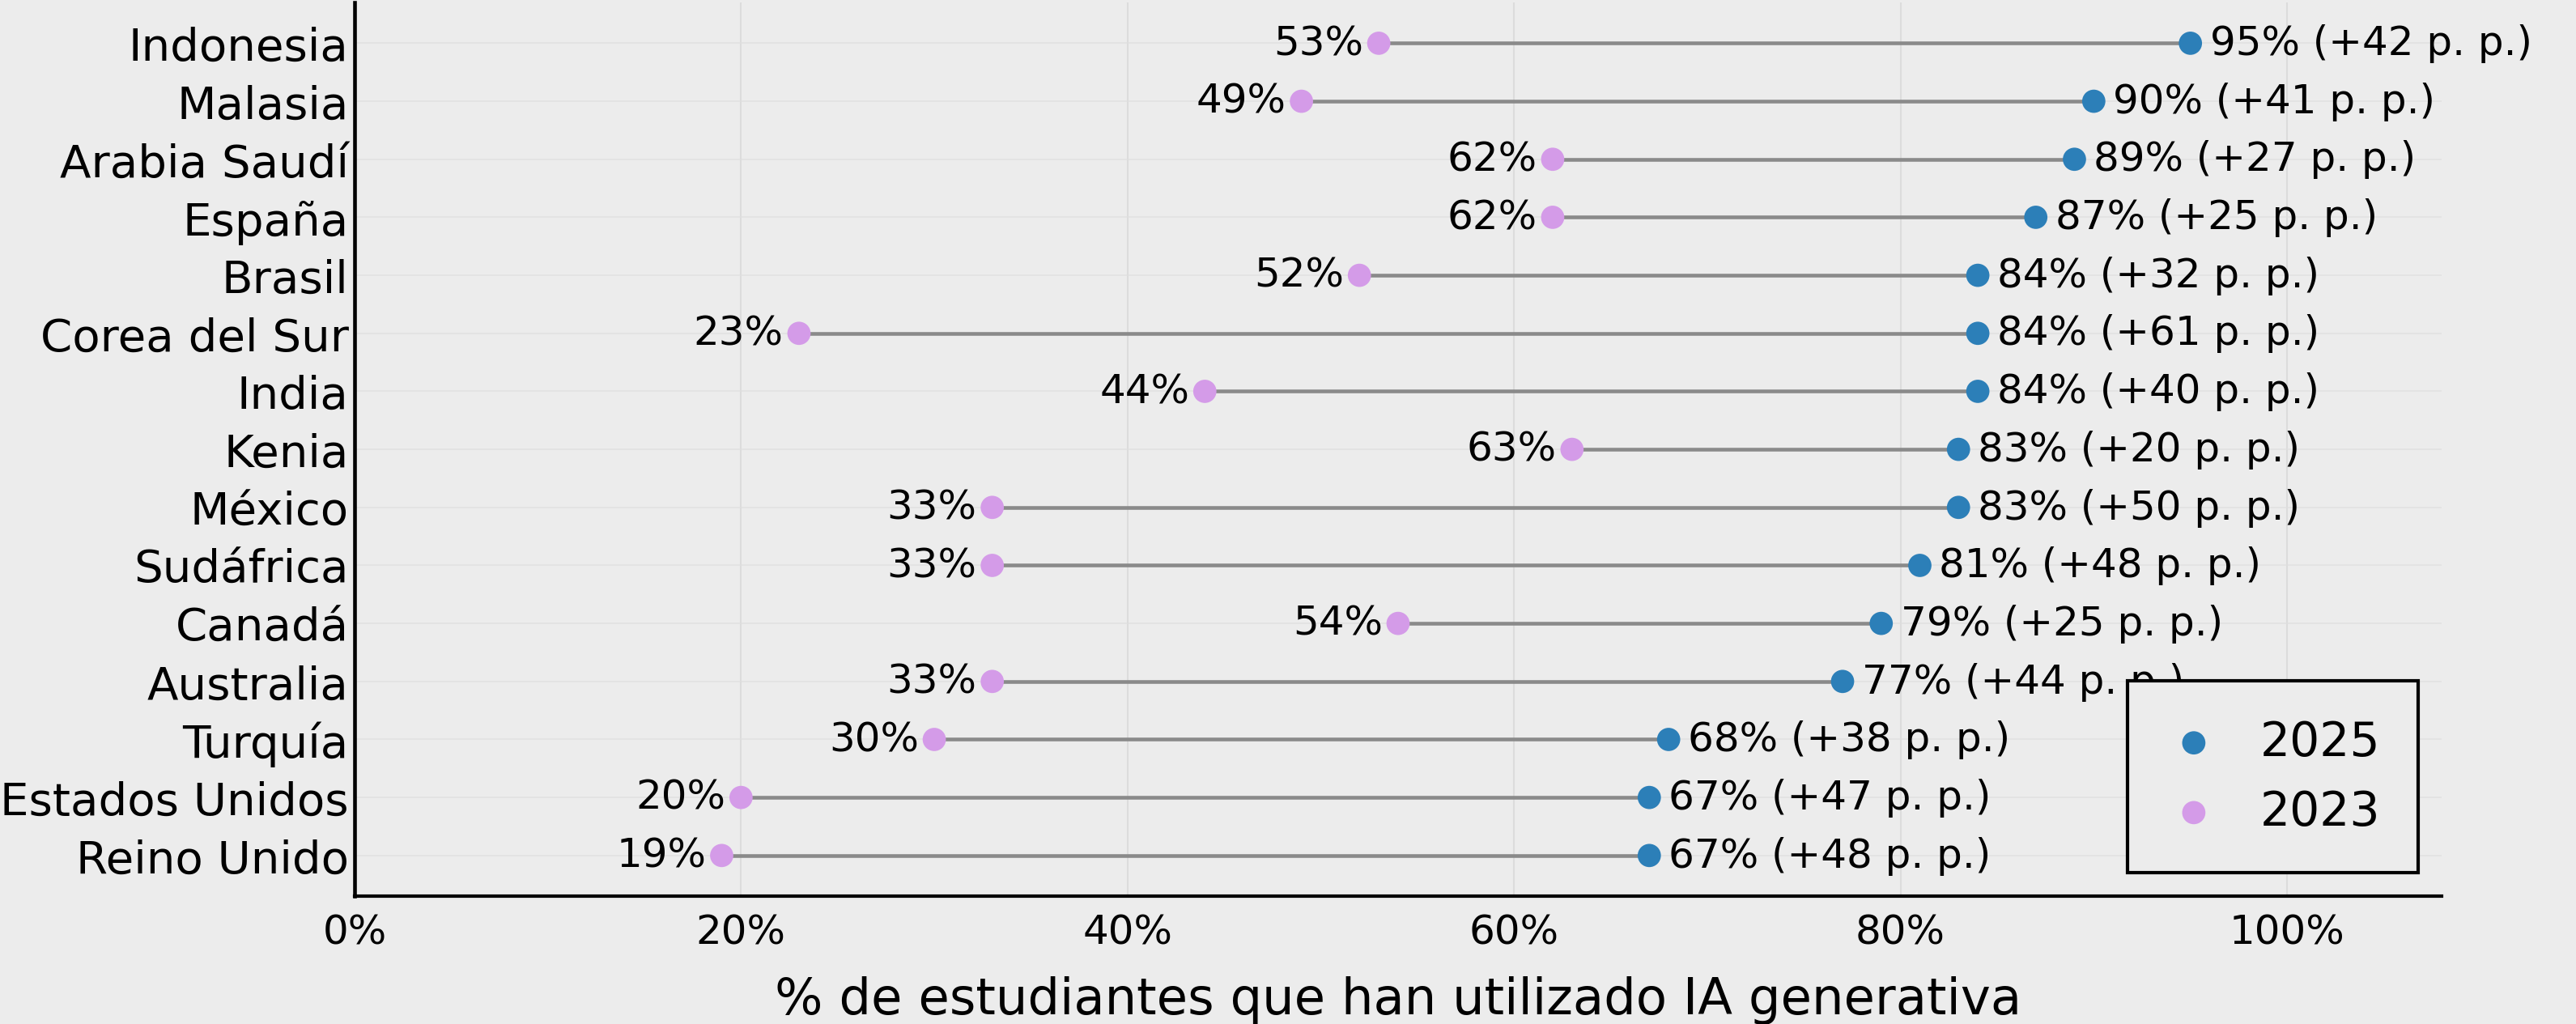 Indonesia 53% 95% (+42 p. p.)
Malasia 49% 90% (+41 p. p.)
Arabia Saudí 62% 89% (+27 p. p.)
España 62% 87% (+25 p. p.)
Brasil 52% 84% (+32 p. p.)
Corea del Sur 23% 84% (+61 p. p.)
India 44% 84% (+40 p. p.)
Kenia 63% 83% (+20 p. p.)
México 33% 83% (+50 p. p.)
Sudáfrica 33% 81% (+48 p. p.)
Canadá 54% 79% (+25 p. p.)
Australia 33% 77% (+44 p. p.)
Turquía 30% 68% (+38 p. p.)
Estados Unidos 20% 67% (+47 p. p.)
Reino Unido 19% 67% (+48 p. p.)
2025
2023
0% 20% 40% 60% 80% 100%
% de estudiantes que han utilizado IA generativa